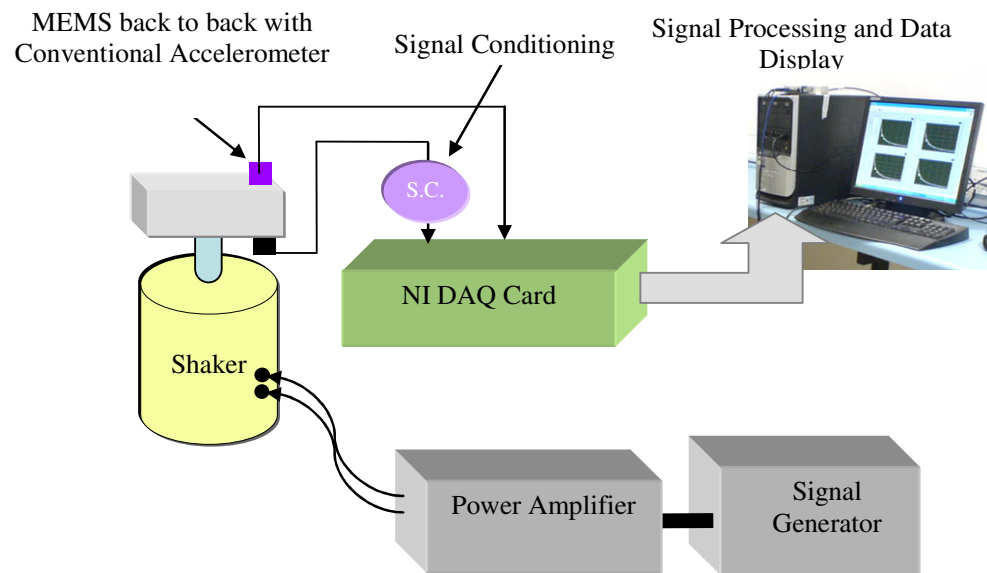 MEMS back to back with
Conventional Accelerometer
Signal Conditioning
Signal Processing and Data
Display
S.C.
NI DAQ Card
Shaker
Power Amplifier
Signal
Generator